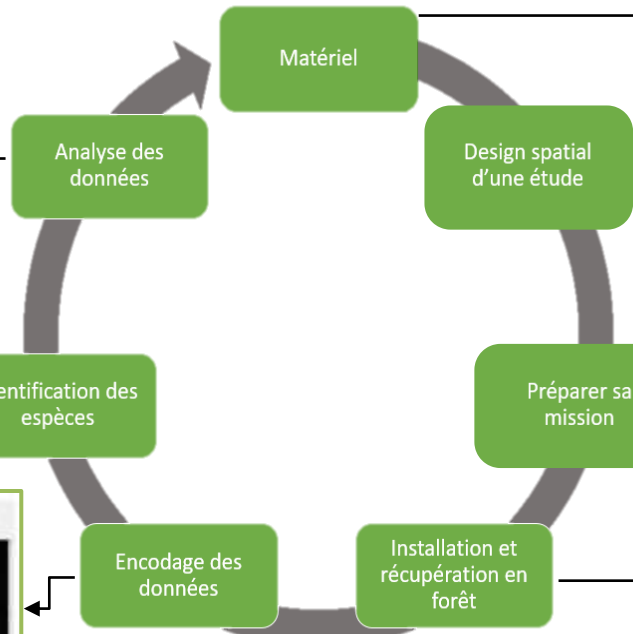 Matériel
Design spatial
d'une étude
Préparer sa
mission
Installation et
récupération en
forêt
Encodage des
données
entification des
espèces
Analyse des
données